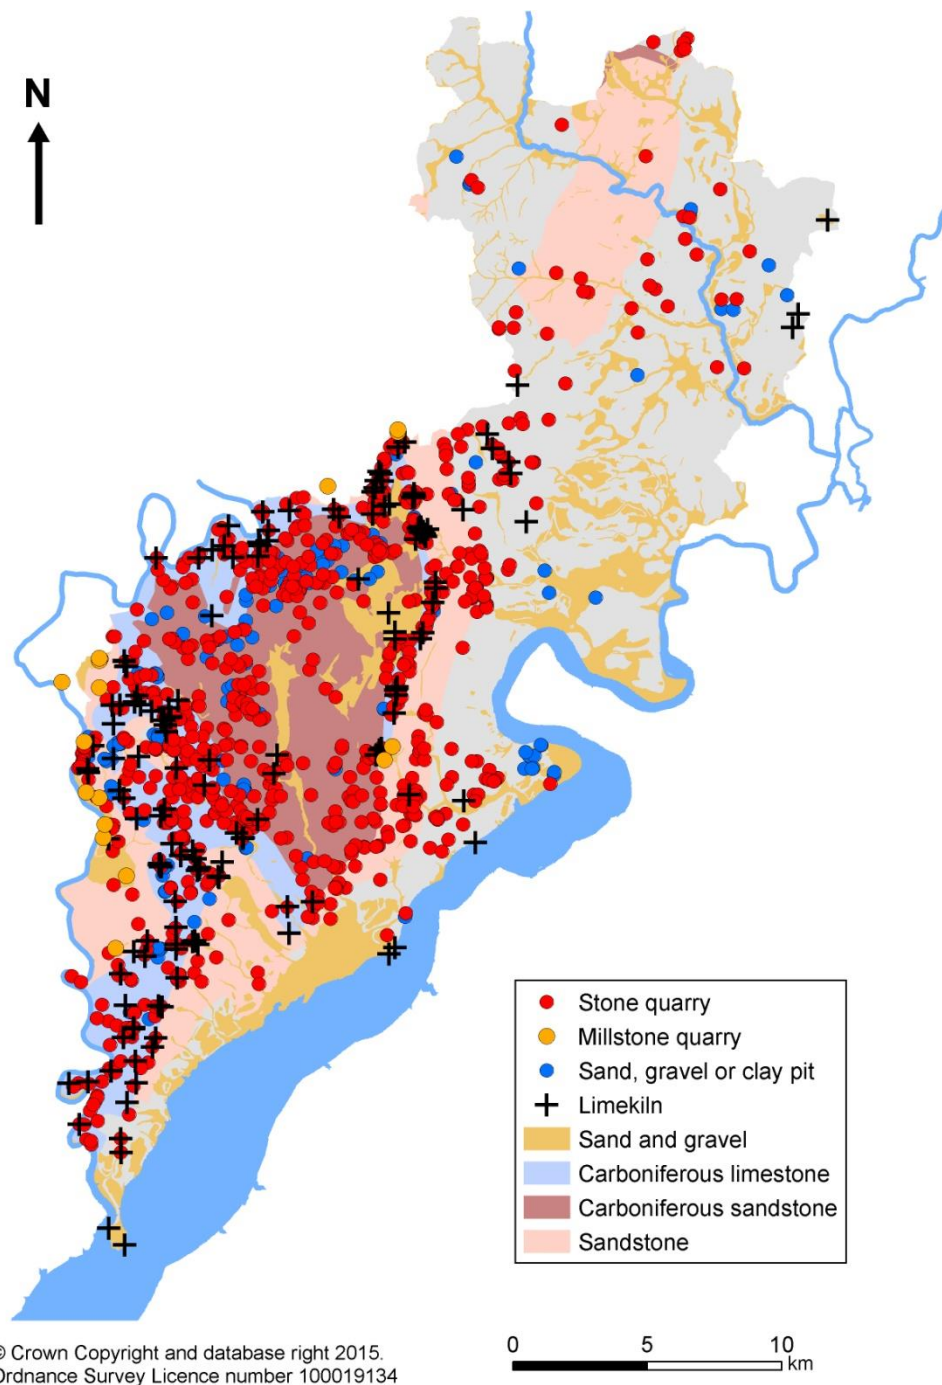 N
Stone quarry
Millstone quarry
Sand, gravel or clay pit
Limekiln
Sand and gravel
Carboniferous limestone
Carboniferous sandstone
Sandstone
© Crown Copyright and database right 2015.
Ordnance Survey Licence number 100019134
0 5 10
km